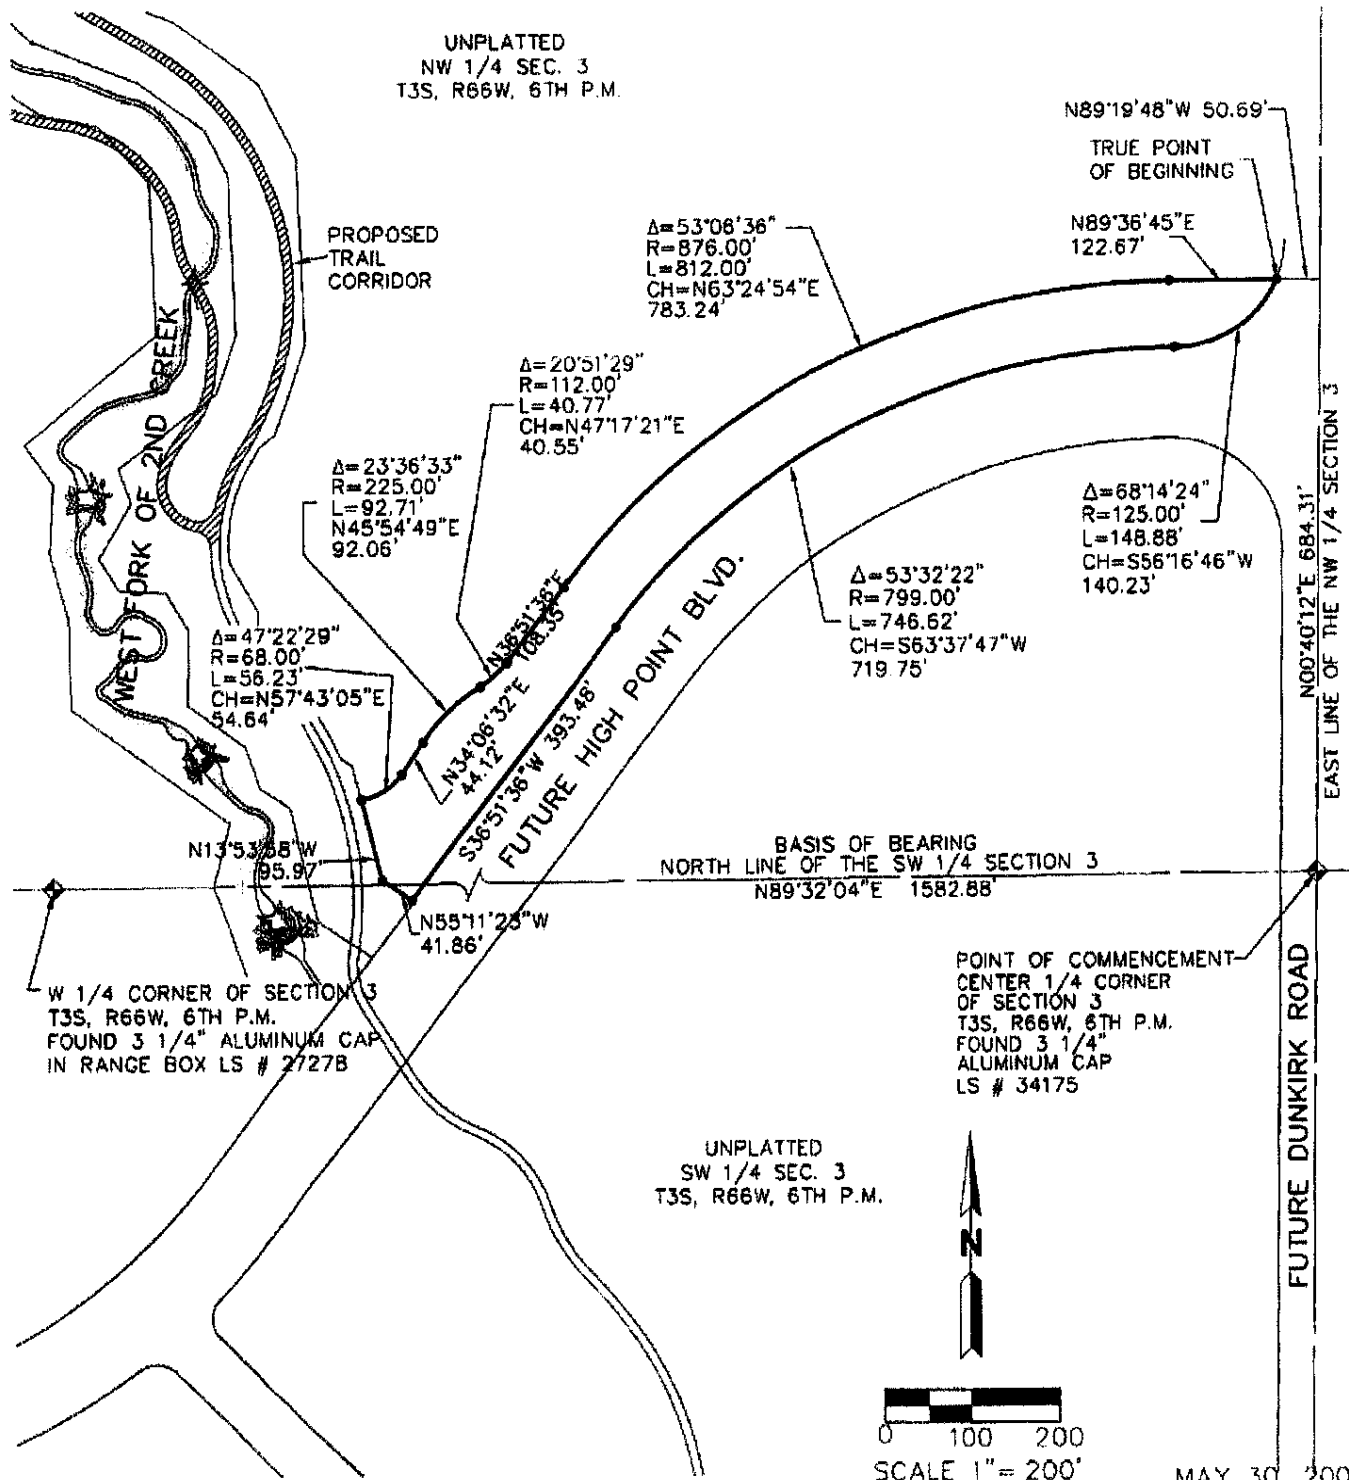 UNPLATTED
NW 1/4 SEC. 3
T3S, R66W, 6TH P.M.
N89°19'48"W 50.69'
TRUE POINT
OF BEGINNING
N89°36'45"E
122.67'
Δ=53°06'36"
R=876.00'
L=812.00'
CH=N63°24'54"E
783.24'
PROPOSED
TRAIL
CORRIDOR
Δ=20°51'29"
R=112.00'
L=40.77'
CH=N47°17'21"E
40.55'
Δ=23°36'33"
R=225.00'
L=92.71'
N45°54'49"E
92.06'
Δ=68°14'24"
R=125.00'
L=148.88'
CH=S56°16'46"W
140.23'
Δ=53°32'22"
R=799.00'
L=746.62'
CH=S63°37'47"W
719.75'
Δ=47°22'29"
R=68.00'
L=56.23'
CH=N57°43'05"E
54.64'
WEST FORK OF 2ND CREEK
N36°51'36"E
108.35'
N34°06'32"E
44.12'
S36°51'36"W 393.48'
FUTURE HIGH POINT BLVD.
N00°40'12"E 684.31'
EAST LINE OF THE NW 1/4 SECTION 3
N13°53'58"W
95.97'
BASIS OF BEARING
NORTH LINE OF THE SW 1/4 SECTION 3
N89°32'04"E 1582.88'
N55°11'23"W
41.86'
W 1/4 CORNER OF SECTION 3
T3S, R66W, 6TH P.M.
FOUND 3 1/4" ALUMINUM CAP
IN RANGE BOX LS # 27278
POINT OF COMMENCEMENT
CENTER 1/4 CORNER
OF SECTION 3
T3S, R66W, 6TH P.M.
FOUND 3 1/4"
ALUMINUM CAP
LS # 34175
FUTURE DUNKIRK ROAD
UNPLATTED
SW 1/4 SEC. 3
T3S, R66W, 6TH P.M.
N
0 100 200
SCALE 1"= 200'
MAY 30, 200